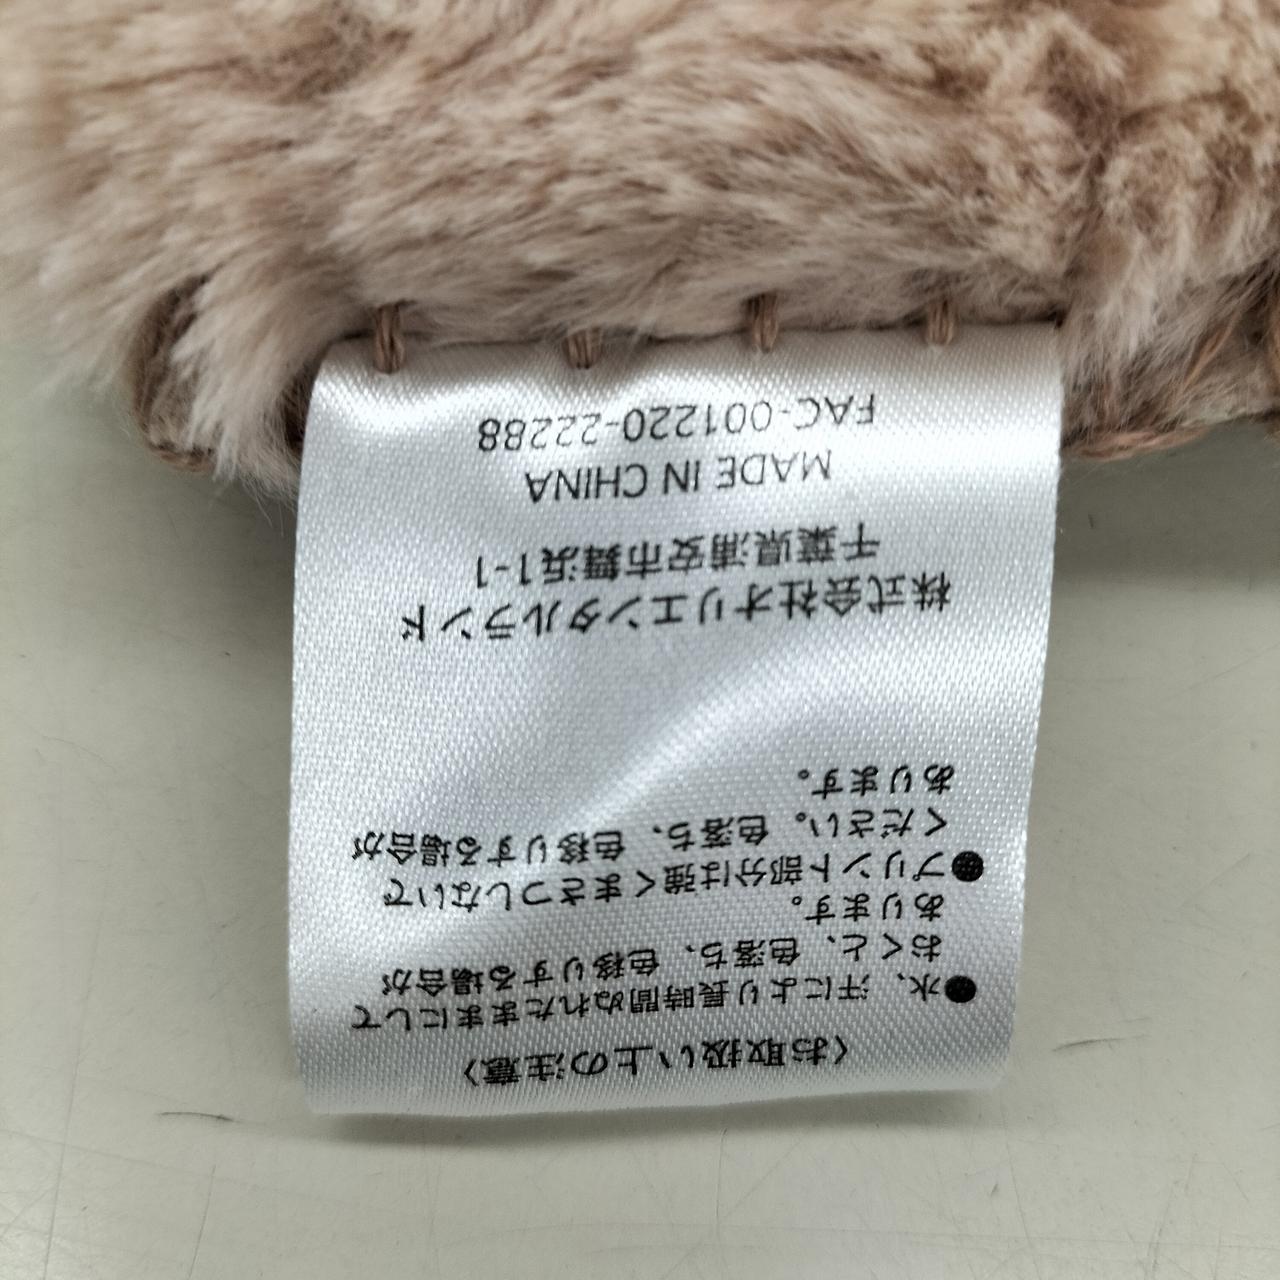 〈お取扱い上の注意〉
●水、汗により長時間ぬれたままにして
おくと、色落ち、色移りする場合が
あります。
●プリント部分は強くまさつしないで
ください。色落ち、色移りする場合が
あります。
株式会社オリエンタルランド
千葉県浦安市舞浜1-1
MADE IN CHINA
FAC-001220-22288